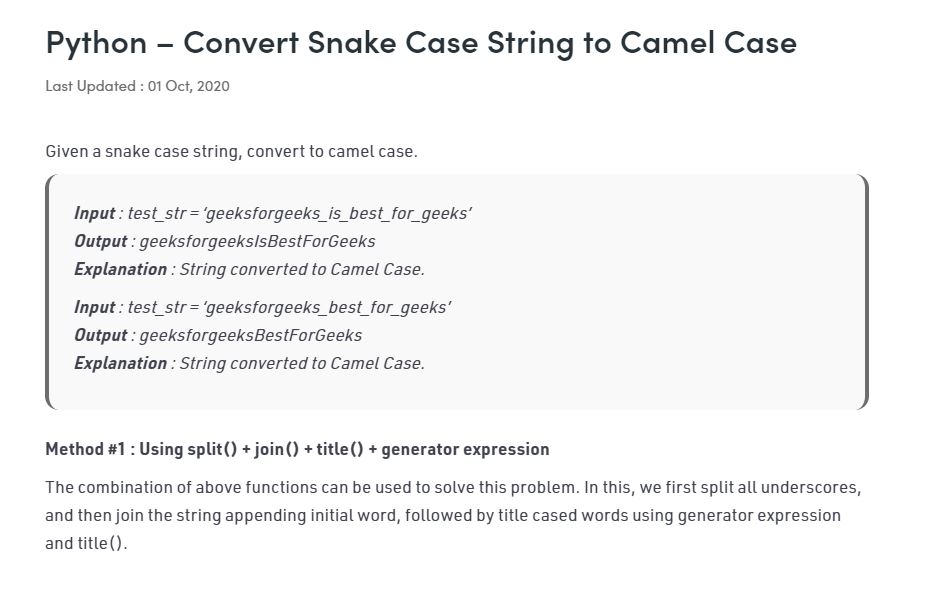 Python – Convert Snake Case String to Camel Case
Last Updated : 01 Oct, 2020
Given a snake case string, convert to camel case.
Input : test_str = ‘geeksforgeeks_is_best_for_geeks’
Output : geeksforgeeksIsBestForGeeks
Explanation : String converted to Camel Case.
Input : test_str = ‘geeksforgeeks_best_for_geeks’
Output : geeksforgeeksBestForGeeks
Explanation : String converted to Camel Case.
Method #1 : Using split() + join() + title() + generator expression
The combination of above functions can be used to solve this problem. In this, we first split all underscores,
and then join the string appending initial word, followed by title cased words using generator expression
and title().